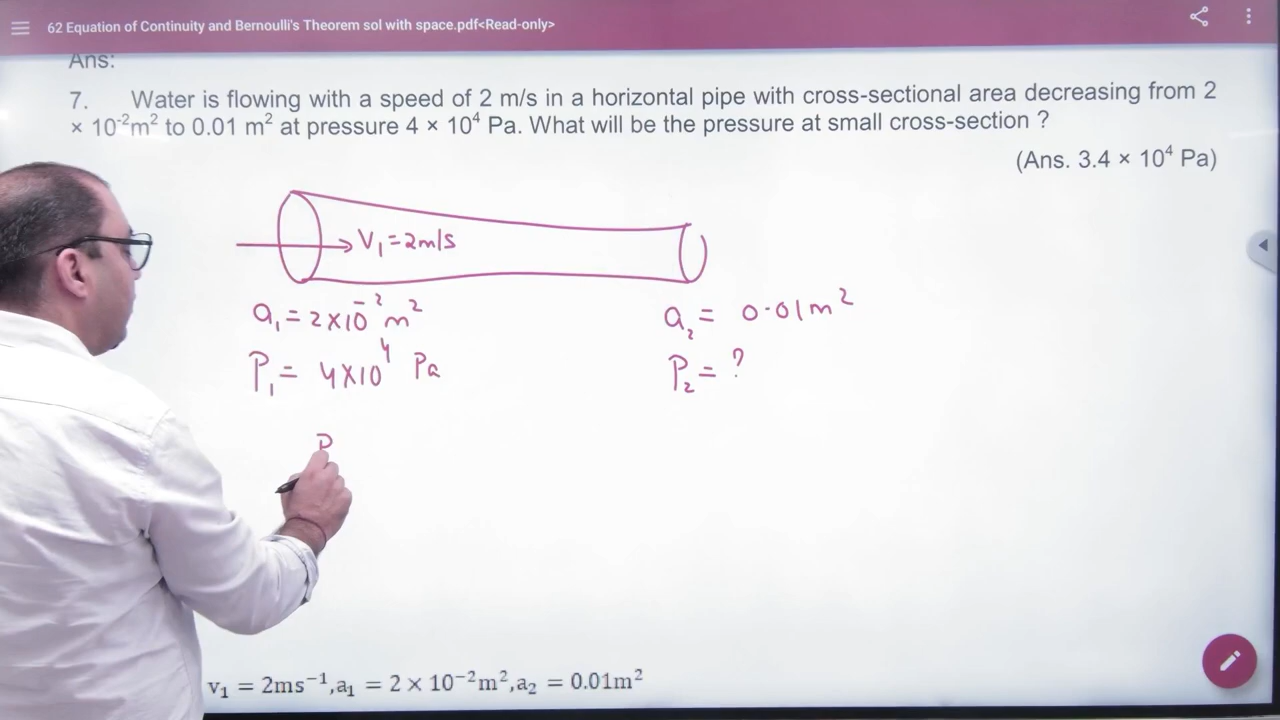 62 Equation of Continuity and Bernoulli's Theorem sol with space.pdf<Read-only>
Ans:
7. Water is flowing with a speed of 2 m/s in a horizontal pipe with cross-sectional area decreasing from 2
× 10⁻²m² to 0.01 m² at pressure 4 × 10⁴ Pa. What will be the pressure at small cross-section ?
(Ans. 3.4 × 10⁴ Pa)
V₁=2m/s
a₁=2×10⁻²m²
a₂= 0.01m²
P₁= 4×10⁴ Pa
P₂= ?
P
v₁ = 2ms⁻¹,a₁ = 2 × 10⁻²m²,a₂ = 0.01m²